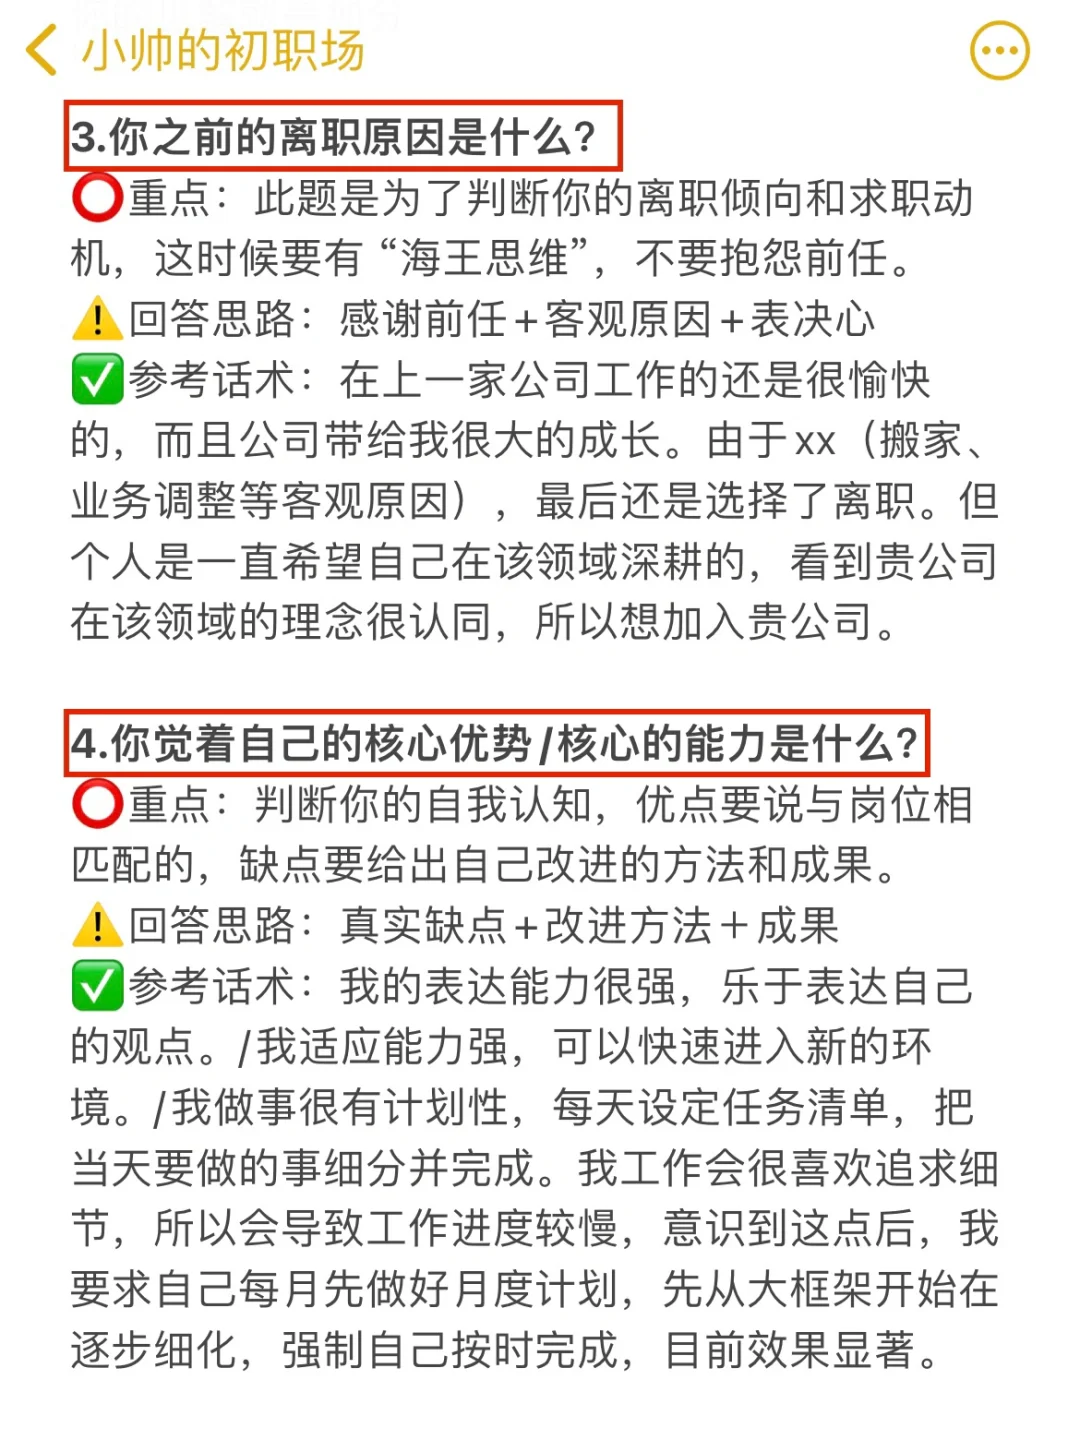 小帅的初职场
3.你之前的离职原因是什么?
⭕重点：此题是为了判断你的离职倾向和求职动
机，这时候要有“海王思维”，不要抱怨前任。
⚠️回答思路：感谢前任+客观原因+表决心
✅参考话术：在上一家公司工作的还是很愉快
的，而且公司带给我很大的成长。由于xx（搬家、
业务调整等客观原因），最后还是选择了离职。但
个人是一直希望自己在该领域深耕的，看到贵公司
在该领域的理念很认同，所以想加入贵公司。
4.你觉着自己的核心优势/核心的能力是什么?
⭕重点：判断你的自我认知，优点要说与岗位相
匹配的，缺点要给出自己改进的方法和成果。
⚠️回答思路：真实缺点+改进方法＋成果
✅参考话术：我的表达能力很强，乐于表达自己
的观点。/我适应能力强，可以快速进入新的环
境。/我做事很有计划性，每天设定任务清单，把
当天要做的事细分并完成。我工作会很喜欢追求细
节，所以会导致工作进度较慢，意识到这点后，我
要求自己每月先做好月度计划，先从大框架开始在
逐步细化，强制自己按时完成，目前效果显著。